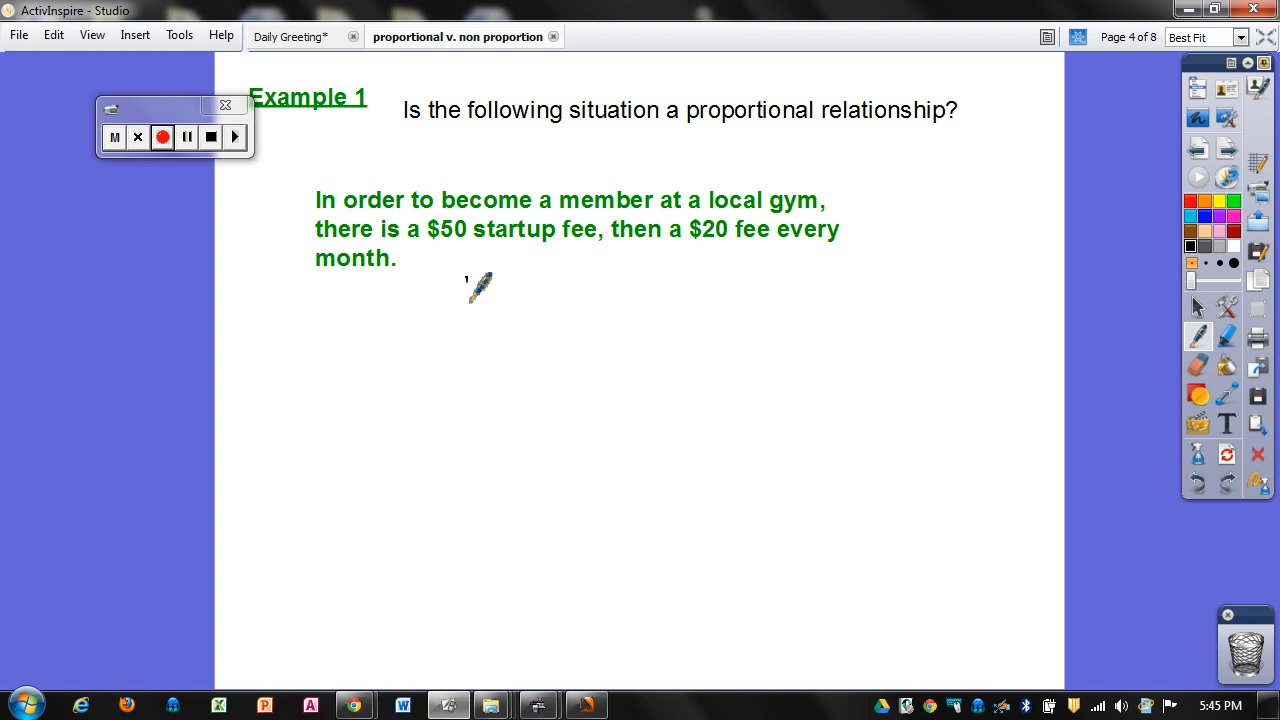 ActivInspire - Studio
File Edit View Insert Tools Help
Daily Greeting*
proportional v. non proportion
Page 4 of 8
Best Fit
Example 1
Is the following situation a proportional relationship?
M
In order to become a member at a local gym,
there is a $50 startup fee, then a $20 fee every
month.
5:45 PM